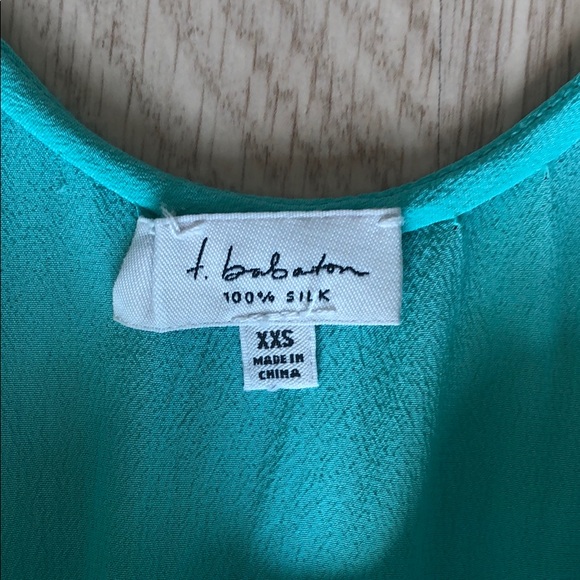 t. babaton
100% SILK
XXS
MADE IN
CHINA